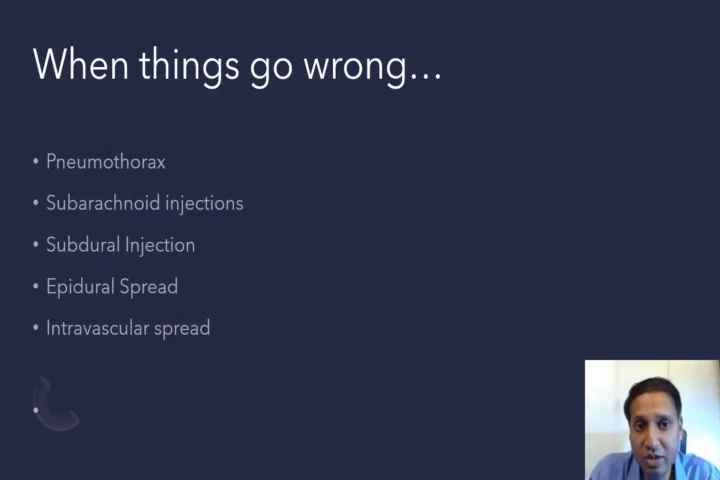 When things go wrong...
• Pneumothorax
• Subarachnoid injections
• Subdural Injection
• Epidural Spread
• Intravascular spread
•